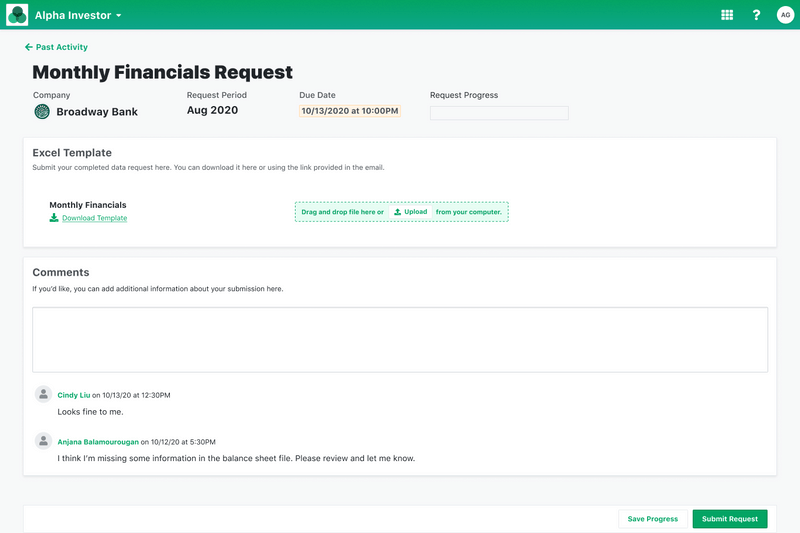 Alpha Investor
?
AG
Past Activity
Monthly Financials Request
Company
Request Period
Due Date
Request Progress
Broadway Bank
Aug 2020
10/13/2020 at 10:00PM
Excel Template
Submit your completed data request here. You can download it here or using the link provided in the email.
Monthly Financials
Download Template
Drag and drop file here or Upload from your computer.
Comments
If you'd like, you can add additional information about your submission here.
Cindy Liu on 10/13/20 at 12:30PM
Looks fine to me.
Anjana Balamourougan on 10/12/20 at 5:30PM
I think I'm missing some information in the balance sheet file. Please review and let me know.
Save Progress
Submit Request